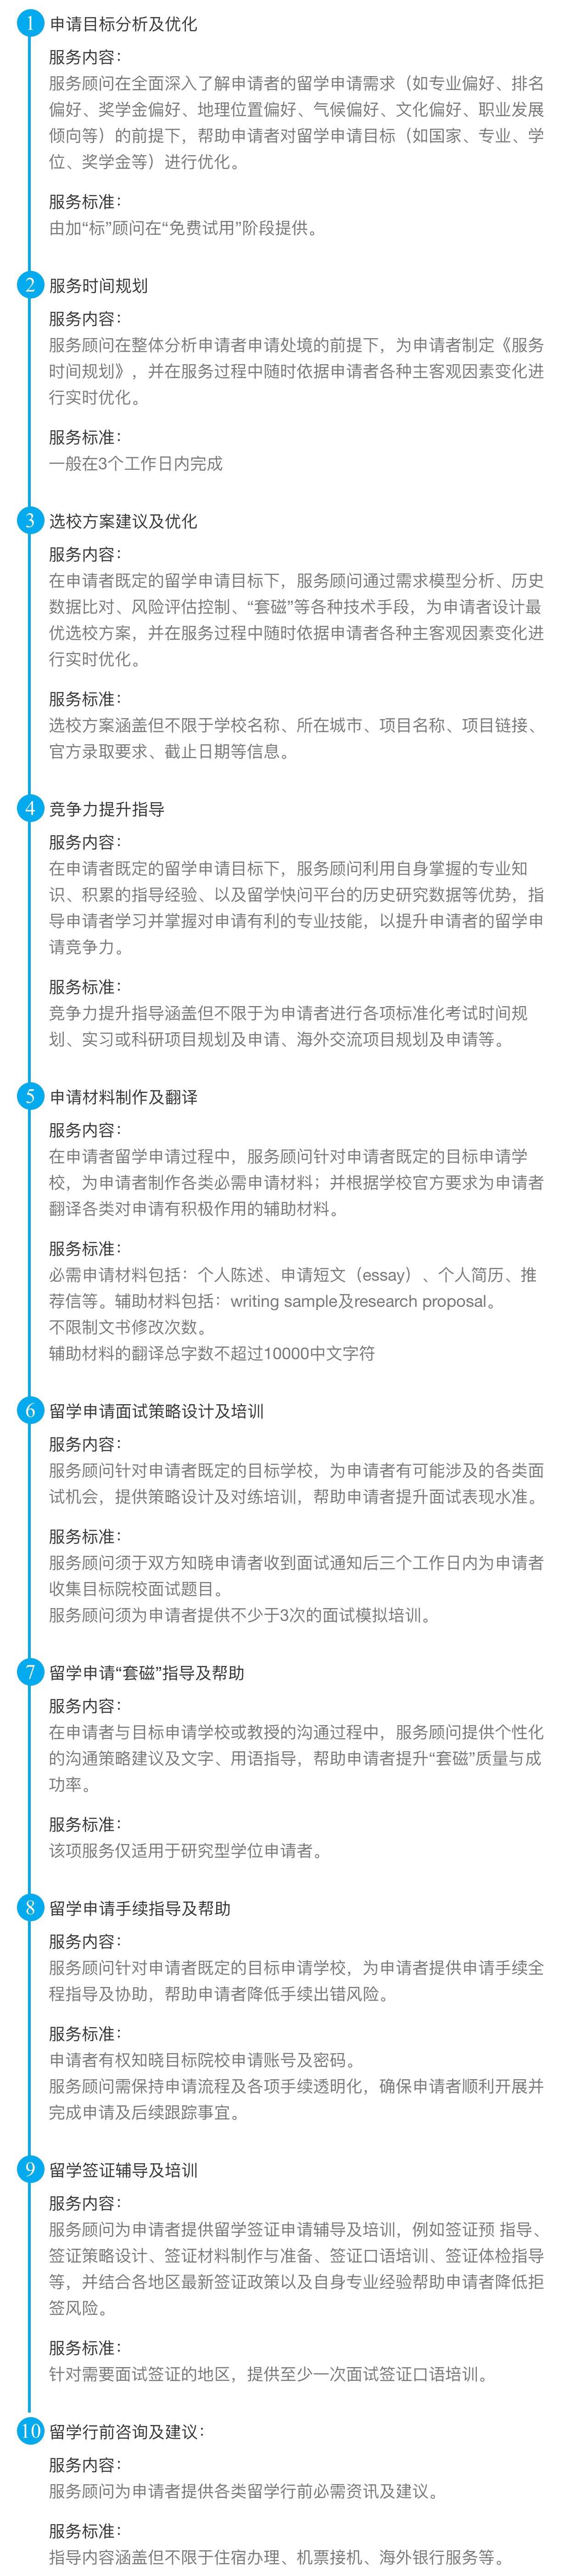 1 申请目标分析及优化
服务内容：
服务顾问在全面深入了解申请者的留学申请需求（如专业偏好、排名
偏好、奖学金偏好、地理位置偏好、气候偏好、文化偏好、职业发展
倾向等）的前提下，帮助申请者对留学申请目标（如国家、专业、学
位、奖学金等）进行优化。
服务标准：
由加“标”顾问在“免费试用”阶段提供。
2 服务时间规划
服务内容：
服务顾问在整体分析申请者申请处境的前提下，为申请者制定《服务
时间规划》，并在服务过程中随时依据申请者各种主客观因素变化进
行实时优化。
服务标准：
一般在3个工作日内完成
3 选校方案建议及优化
服务内容：
在申请者既定的留学申请目标下，服务顾问通过需求模型分析、历史
数据比对、风险评估控制、“套磁”等各种技术手段，为申请者设计最
优选校方案，并在服务过程中随时依据申请者各种主客观因素变化进
行实时优化。
服务标准：
选校方案涵盖但不限于学校名称、所在城市、项目名称、项目链接、
官方录取要求、截止日期等信息。
4 竞争力提升指导
服务内容：
在申请者既定的留学申请目标下，服务顾问利用自身掌握的专业知
识、积累的指导经验、以及留学快问平台的历史研究数据等优势，指
导申请者学习并掌握对申请有利的专业技能，以提升申请者的留学申
请竞争力。
服务标准：
竞争力提升指导涵盖但不限于为申请者进行各项标准化考试时间规
划、实习或科研项目规划及申请、海外交流项目规划及申请等。
5 申请材料制作及翻译
服务内容：
在申请者留学申请过程中，服务顾问针对申请者既定的目标申请学
校，为申请者制作各类必需申请材料；并根据学校官方要求为申请者
翻译各类对申请有积极作用的辅助材料。
服务标准：
必需申请材料包括：个人陈述、申请短文（essay）、个人简历、推
荐信等。辅助材料包括：writing sample及research proposal。
不限制文书修改次数。
辅助材料的翻译总字数不超过10000中文字符
6 留学申请面试策略设计及培训
服务内容：
服务顾问针对申请者既定的目标学校，为申请者有可能涉及的各类面
试机会，提供策略设计及对练培训，帮助申请者提升面试表现水准。
服务标准：
服务顾问须于双方知晓申请者收到面试通知后三个工作日内为申请者
收集目标院校面试题目。
服务顾问须为申请者提供不少于3次的面试模拟培训。
7 留学申请“套磁”指导及帮助
服务内容：
在申请者与目标申请学校或教授的沟通过程中，服务顾问提供个性化
的沟通策略建议及文字、用语指导，帮助申请者提升“套磁”质量与成
功率。
服务标准：
该项服务仅适用于研究型学位申请者。
8 留学申请手续指导及帮助
服务内容：
服务顾问针对申请者既定的目标申请学校，为申请者提供申请手续全
程指导及协助，帮助申请者降低手续出错风险。
服务标准：
申请者有权知晓目标院校申请账号及密码。
服务顾问需保持申请流程及各项手续透明化，确保申请者顺利开展并
完成申请及后续跟踪事宜。
9 留学签证辅导及培训
服务内容：
服务顾问为申请者提供留学签证申请辅导及培训，例如签证预 指导、
签证策略设计、签证材料制作与准备、签证口语培训、签证体检指导
等，并结合各地区最新签证政策以及自身专业经验帮助申请者降低拒
签风险。
服务标准：
针对需要面试签证的地区，提供至少一次面试签证口语培训。
10 留学行前咨询及建议：
服务内容：
服务顾问为申请者提供各类留学行前必需资讯及建议。
服务标准：
指导内容涵盖但不限于住宿办理、机票接机、海外银行服务等。